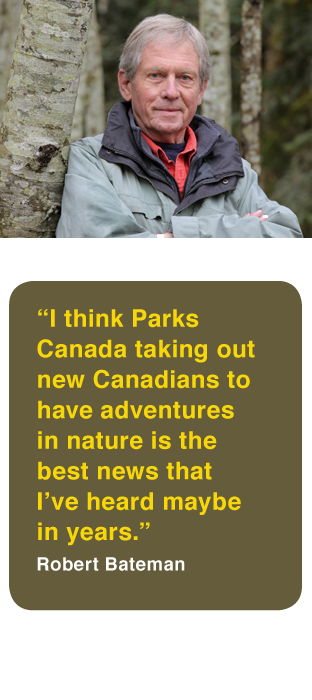 “I think Parks
Canada taking out
new Canadians to
have adventures
in nature is the
best news that
I’ve heard maybe
in years.”
Robert Bateman